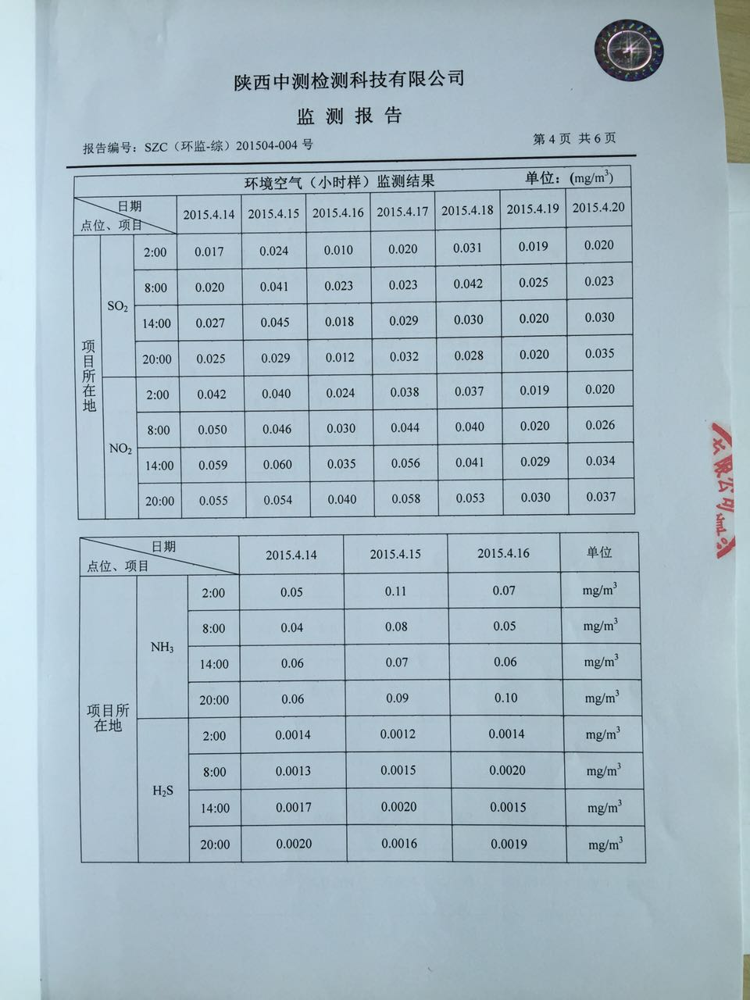 陕西中测检测科技有限公司
监 测 报 告
报告编号：SZC（环监-综）201504-004 号 第 4 页 共 6 页
环境空气（小时样）监测结果 单位：(mg/m³)
日期 2015.4.14 2015.4.15 2015.4.16 2015.4.17 2015.4.18 2015.4.19 2015.4.20
点位、项目
项目所在地
SO₂
2:00 0.017 0.024 0.010 0.020 0.031 0.019 0.020
8:00 0.020 0.041 0.023 0.023 0.042 0.025 0.023
14:00 0.027 0.045 0.018 0.029 0.030 0.020 0.030
20:00 0.025 0.029 0.012 0.032 0.028 0.020 0.035
NO₂
2:00 0.042 0.040 0.024 0.038 0.037 0.019 0.020
8:00 0.050 0.046 0.030 0.044 0.040 0.020 0.026
14:00 0.059 0.060 0.035 0.056 0.041 0.029 0.034
20:00 0.055 0.054 0.040 0.058 0.053 0.030 0.037
日期 2015.4.14 2015.4.15 2015.4.16 单位
点位、项目
项目所
在地
NH₃
2:00 0.05 0.11 0.07 mg/m³
8:00 0.04 0.08 0.05 mg/m³
14:00 0.06 0.07 0.06 mg/m³
20:00 0.06 0.09 0.10 mg/m³
H₂S
2:00 0.0014 0.0012 0.0014 mg/m³
8:00 0.0013 0.0015 0.0020 mg/m³
14:00 0.0017 0.0020 0.0015 mg/m³
20:00 0.0020 0.0016 0.0019 mg/m³
限公司